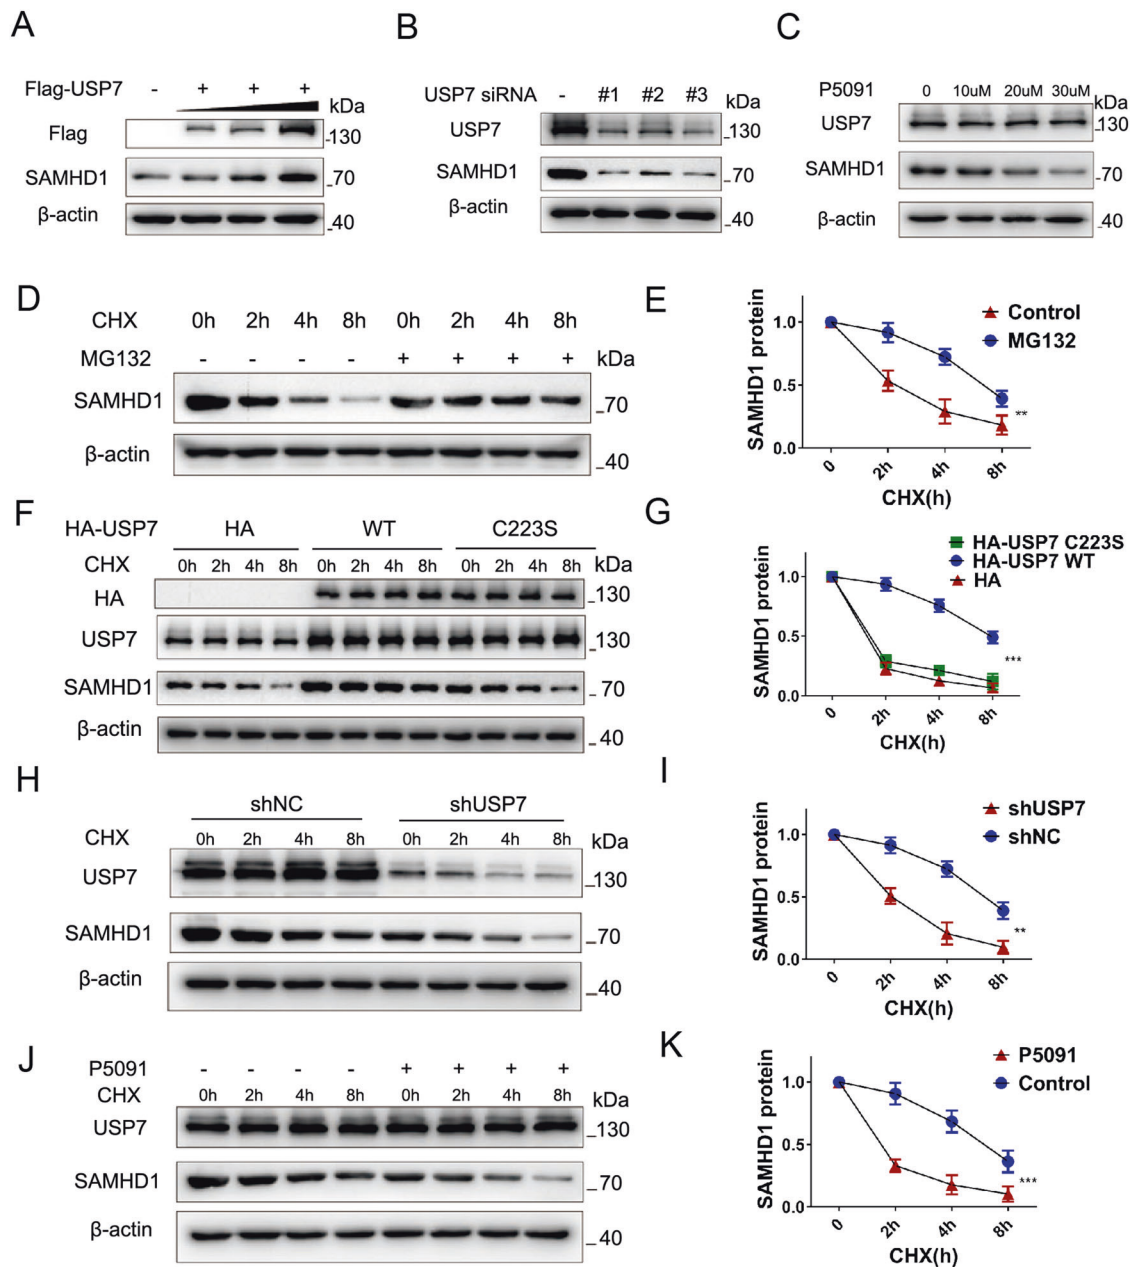 A
Flag-USP7 - + + + kDa
Flag -130
SAMHD1 -70
β-actin -40
B
USP7 siRNA - #1 #2 #3 kDa
USP7 -130
SAMHD1 -70
β-actin -40
C
P5091 0 10uM 20uM 30uM kDa
USP7 -130
SAMHD1 -70
β-actin -40
D
CHX 0h 2h 4h 8h 0h 2h 4h 8h
MG132 - - - - + + + + kDa
SAMHD1 -70
β-actin -40
E
SAMHD1 protein
1.0
0.5
0.0
Control
MG132
**
0 2h 4h 8h
CHX(h)
F
HA-USP7 HA WT C223S
CHX 0h 2h 4h 8h 0h 2h 4h 8h 0h 2h 4h 8h kDa
HA -130
USP7 -130
SAMHD1 -70
β-actin - 40
G
SAMHD1 protein
1.0
0.5
0.0
HA-USP7 C223S
HA-USP7 WT
HA
***
0 2h 4h 8h
CHX(h)
H
shNC shUSP7
CHX 0h 2h 4h 8h 0h 2h 4h 8h kDa
USP7 -130
SAMHD1 - 70
β-actin -40
I
SAMHD1 protein
1.0
0.5
0.0
shUSP7
shNC
**
0 2h 4h 8h
CHX(h)
J
P5091 - - - - + + + +
CHX 0h 2h 4h 8h 0h 2h 4h 8h kDa
USP7 -130
SAMHD1 -70
β-actin - 40
K
SAMHD1 protein
1.0
0.5
0.0
P5091
Control
***
0 2h 4h 8h
CHX(h)